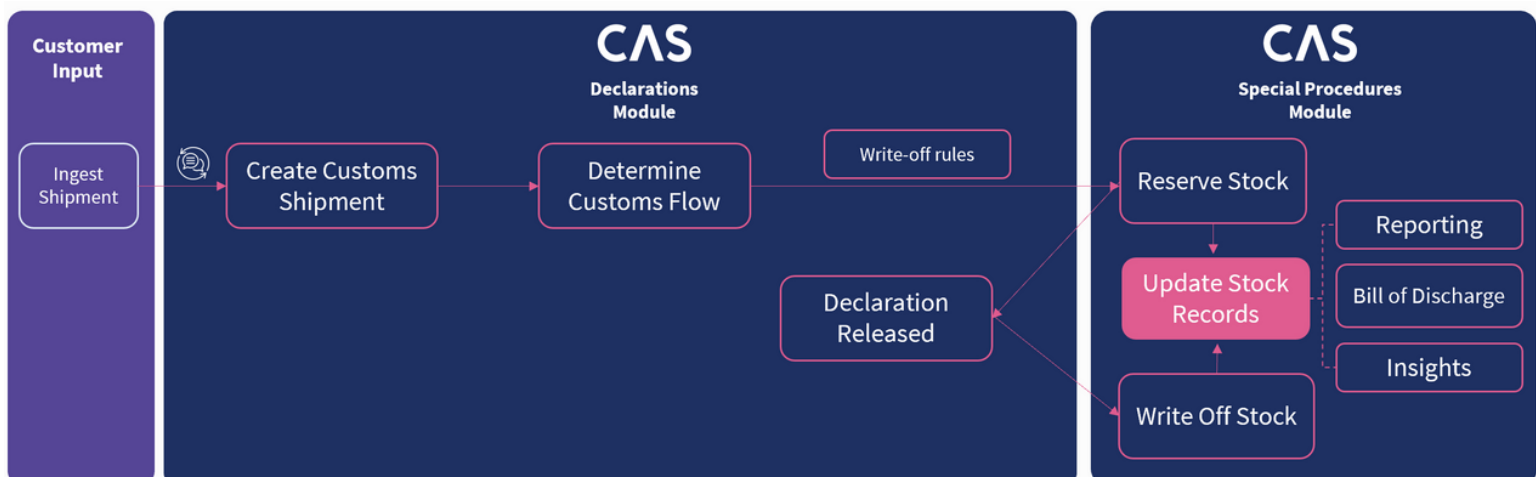 Customer
Input
Ingest
Shipment
CAS
Declarations
Module
Create Customs
Shipment
Determine
Customs Flow
Write-off rules
Declaration
Released
CAS
Special Procedures
Module
Reserve Stock
Update Stock
Records
Write Off Stock
Reporting
Bill of Discharge
Insights